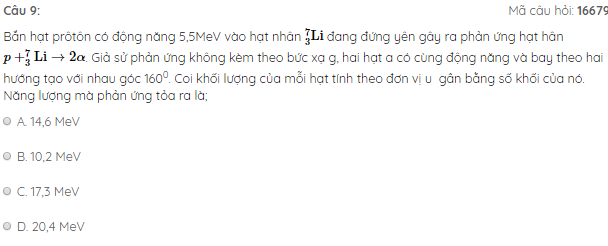 Câu 9:
Mã câu hỏi: 16679
Bắn hạt prôtôn có động năng 5,5MeV vào hạt nhân ⁷₃Li đang đứng yên gây ra phản ứng hạt hân
p + ⁷₃ Li → 2α. Giả sử phản ứng không kèm theo bức xạ g, hai hạt a có cùng động năng và bay theo hai
hướng tạo với nhau góc 160⁰. Coi khối lượng của mỗi hạt tính theo đơn vị u gần bằng số khối của nó.
Năng lượng mà phản ứng tỏa ra là;
A. 14,6 MeV
B. 10,2 MeV
C. 17,3 MeV
D. 20,4 MeV